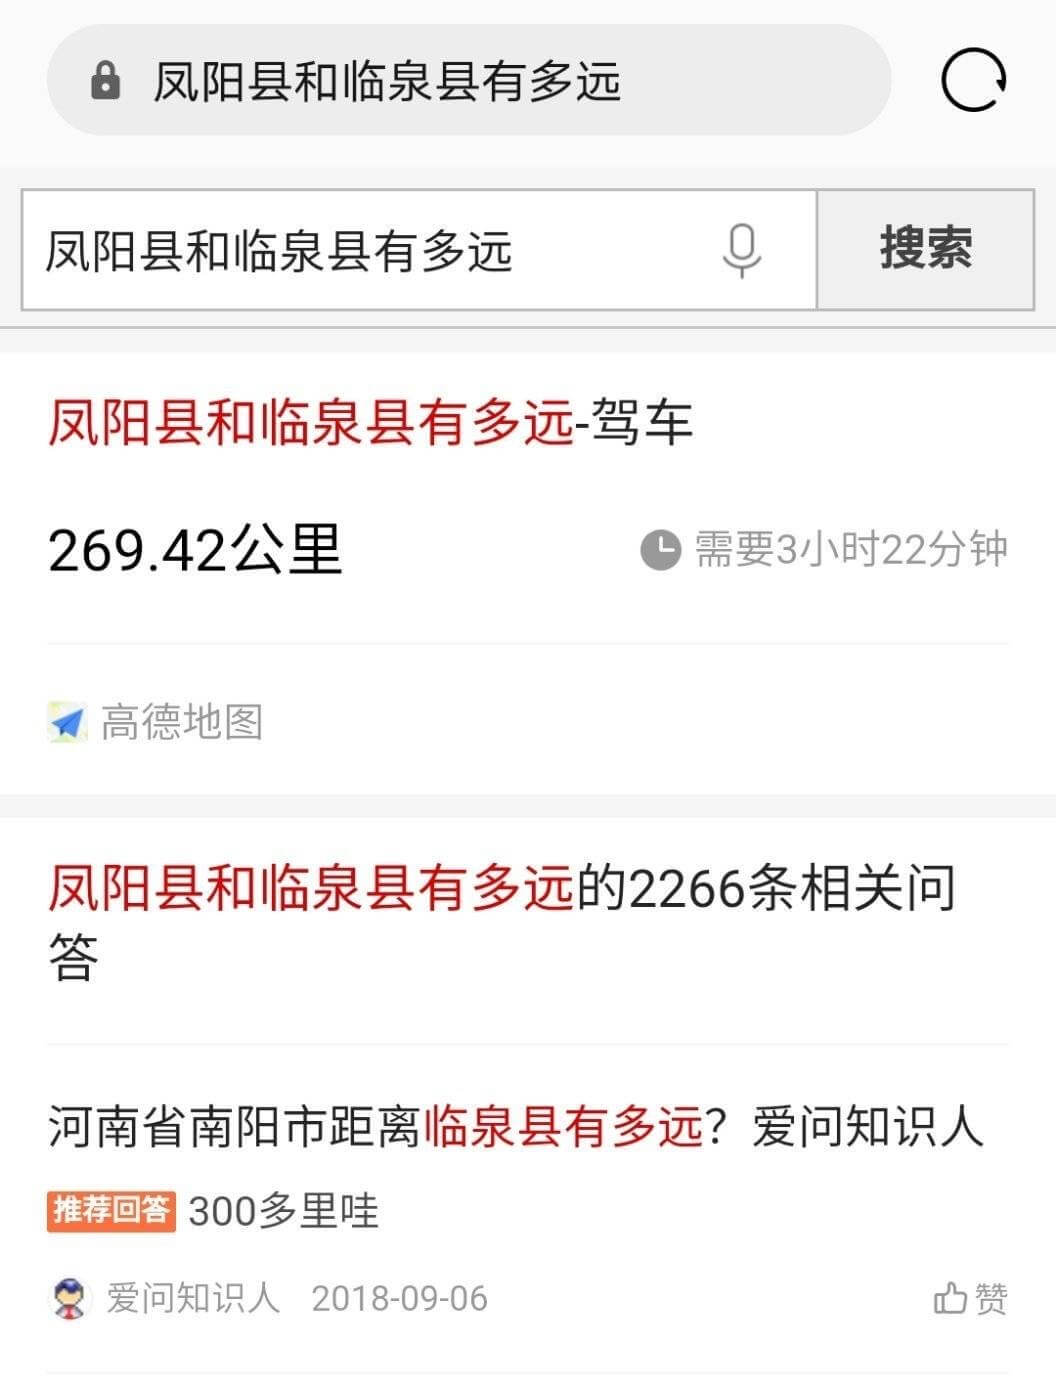 凤阳县和临泉县有多远
凤阳县和临泉县有多远
搜索
凤阳县和临泉县有多远-驾车
269.42公里
需要3小时22分钟
高德地图
凤阳县和临泉县有多远的2266条相关问
答
河南省南阳市距离临泉县有多远？爱问知识人
推荐回答 300多里哇
爱问知识人 2018-09-06
赞